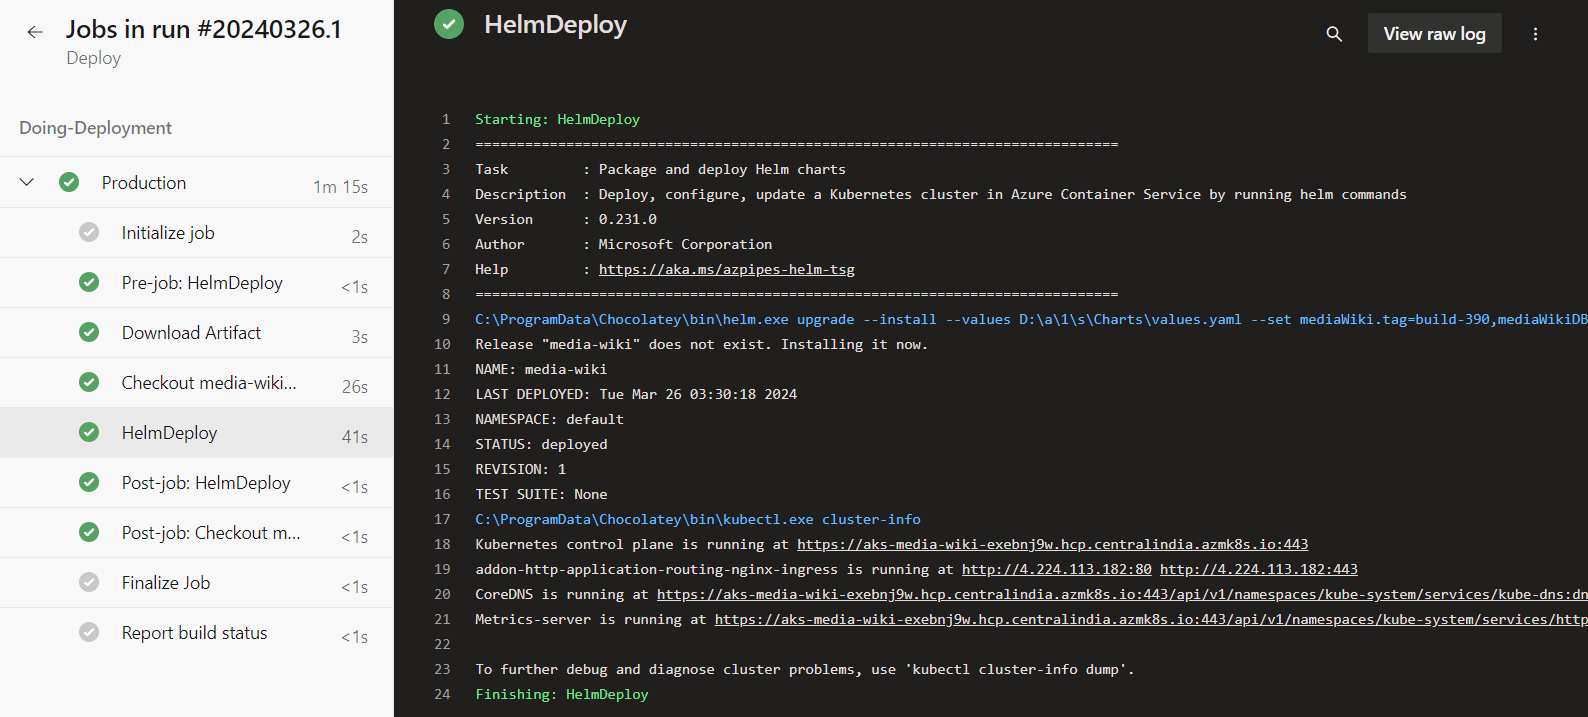 Jobs in run #20240326.1
Deploy
Doing-Deployment
Production 1m 15s
Initialize job 2s
Pre-job: HelmDeploy <1s
Download Artifact 3s
Checkout media-wiki... 26s
HelmDeploy 41s
Post-job: HelmDeploy <1s
Post-job: Checkout m... <1s
Finalize Job <1s
Report build status <1s
HelmDeploy
View raw log
1 Starting: HelmDeploy
2 ==============================================================================
3 Task : Package and deploy Helm charts
4 Description : Deploy, configure, update a Kubernetes cluster in Azure Container Service by running helm commands
5 Version : 0.231.0
6 Author : Microsoft Corporation
7 Help : https://aka.ms/azpipes-helm-tsg
8 ==============================================================================
9 C:\ProgramData\Chocolatey\bin\helm.exe upgrade --install --values D:\a\1\s\Charts\values.yaml --set mediaWiki.tag=build-390,mediaWikiDB
10 Release "media-wiki" does not exist. Installing it now.
11 NAME: media-wiki
12 LAST DEPLOYED: Tue Mar 26 03:30:18 2024
13 NAMESPACE: default
14 STATUS: deployed
15 REVISION: 1
16 TEST SUITE: None
17 C:\ProgramData\Chocolatey\bin\kubectl.exe cluster-info
18 Kubernetes control plane is running at https://aks-media-wiki-exebnj9w.hcp.centralindia.azmk8s.io:443
19 addon-http-application-routing-nginx-ingress is running at http://4.224.113.182:80 http://4.224.113.182:443
20 CoreDNS is running at https://aks-media-wiki-exebnj9w.hcp.centralindia.azmk8s.io:443/api/v1/namespaces/kube-system/services/kube-dns:dn
21 Metrics-server is running at https://aks-media-wiki-exebnj9w.hcp.centralindia.azmk8s.io:443/api/v1/namespaces/kube-system/services/http
22
23 To further debug and diagnose cluster problems, use 'kubectl cluster-info dump'.
24 Finishing: HelmDeploy